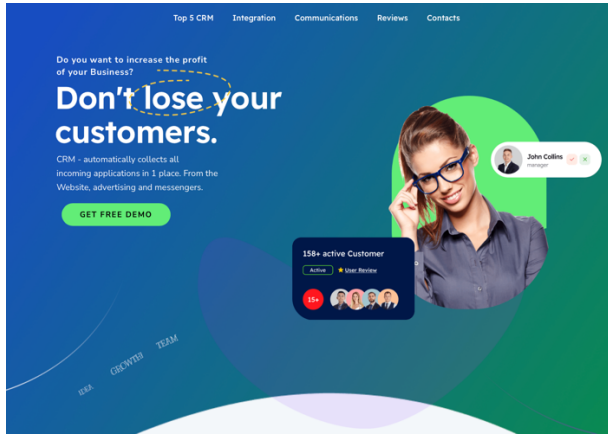 Top 5 CRM Integration Communications Reviews Contacts
Do you want to increase the profit
of your Business?
Don't lose your
customers.
CRM - automatically collects all
incoming applications in 1 place. From the
Website, advertising and messengers.
GET FREE DEMO
John Collins
manager
158+ active Customer
Active User Review
15+
IDEA
GROWTH
TEAM